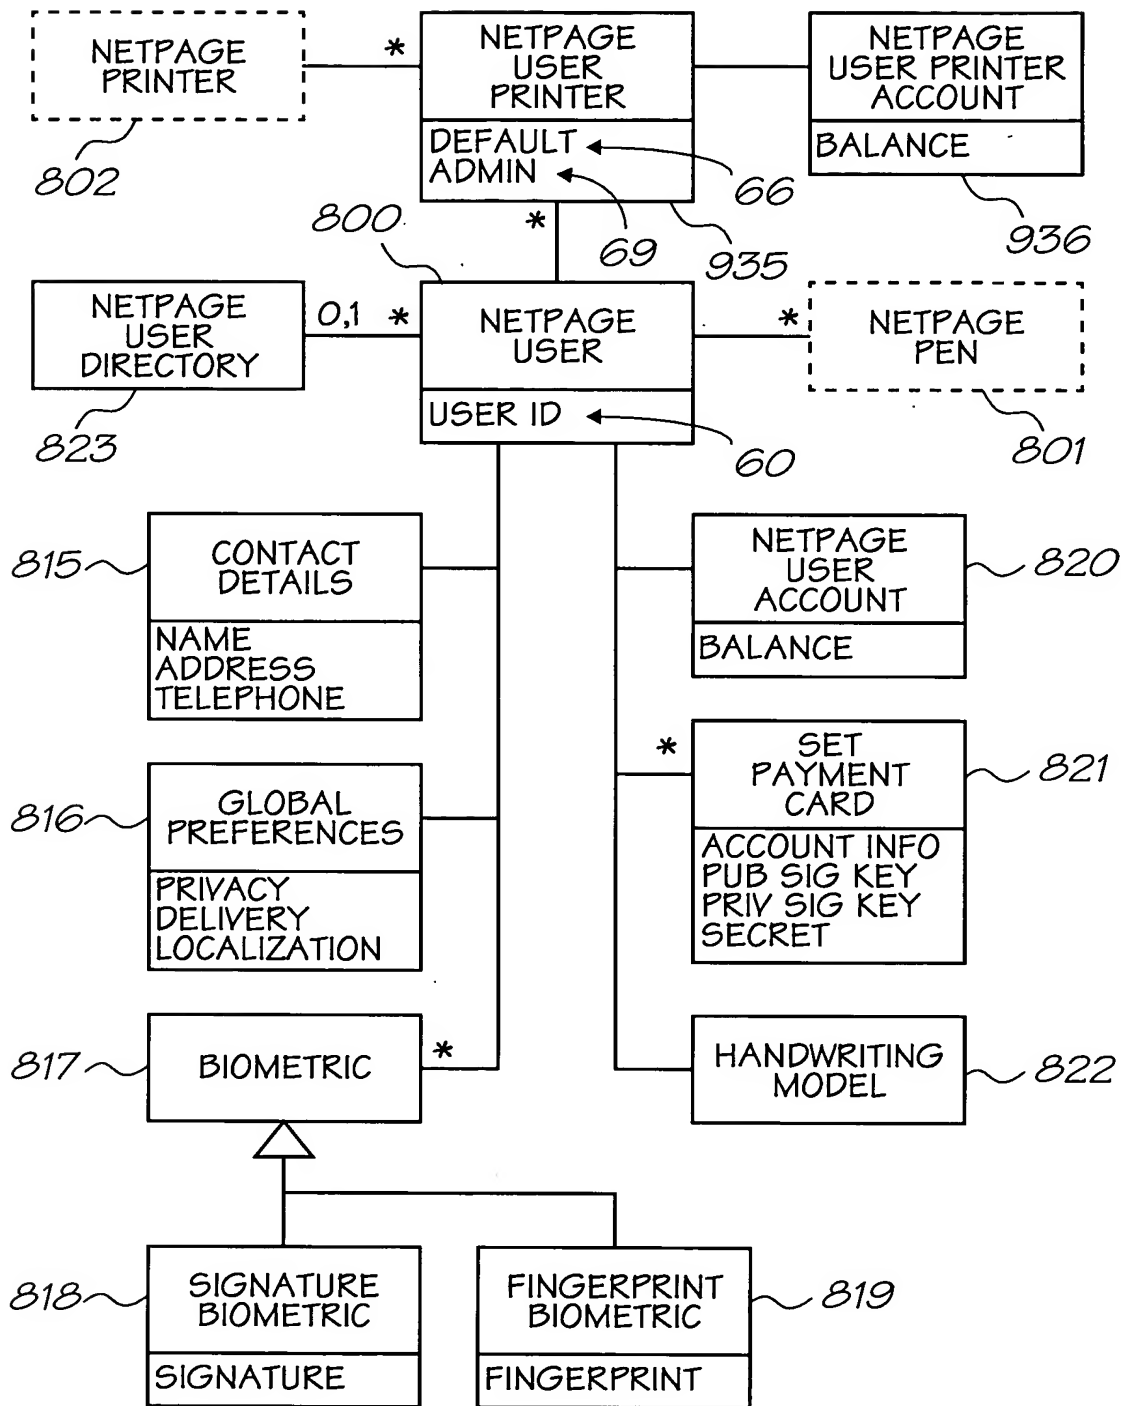 NETPAGE
PRINTER
802
*
NETPAGE
USER
PRINTER
DEFAULT
ADMIN
66
69
935
NETPAGE
USER PRINTER
ACCOUNT
BALANCE
936
*
800
NETPAGE
USER
DIRECTORY
823
0,1
*
NETPAGE
USER
USER ID
60
*
NETPAGE
PEN
801
815
CONTACT
DETAILS
NAME
ADDRESS
TELEPHONE
NETPAGE
USER
ACCOUNT
BALANCE
820
816
GLOBAL
PREFERENCES
PRIVACY
DELIVERY
LOCALIZATION
*
SET
PAYMENT
CARD
ACCOUNT INFO
PUB SIG KEY
PRIV SIG KEY
SECRET
821
817
BIOMETRIC
*
HANDWRITING
MODEL
822
818
SIGNATURE
BIOMETRIC
SIGNATURE
FINGERPRINT
BIOMETRIC
FINGERPRINT
819